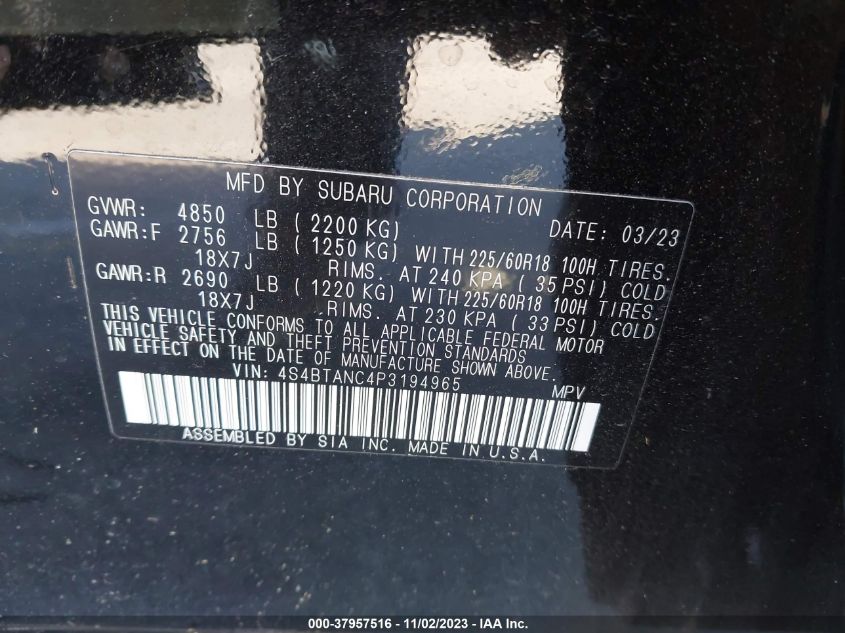 MFD BY SUBARU CORPORATION
GVWR: 4850 LB ( 2200 KG) DATE: 03/23
GAWR:F 2756 LB ( 1250 KG) WITH 225/60R18 100H TIRES.
18X7J RIMS. AT 240 KPA ( 35 PSI) COLD
GAWR:R 2690 LB ( 1220 KG) WITH 225/60R18 100H TIRES.
18X7J RIMS. AT 230 KPA ( 33 PSI) COLD
THIS VEHICLE CONFORMS TO ALL APPLICABLE FEDERAL MOTOR
VEHICLE SAFETY AND THEFT PREVENTION STANDARDS
IN EFFECT ON THE DATE OF MANUFACTURE SHOWN ABOVE.
VIN: 4S4BTANC4P3194965 MPV
ASSEMBLED BY SIA INC. MADE IN U.S.A.
000-37957516 - 11/02/2023 - IAA Inc.